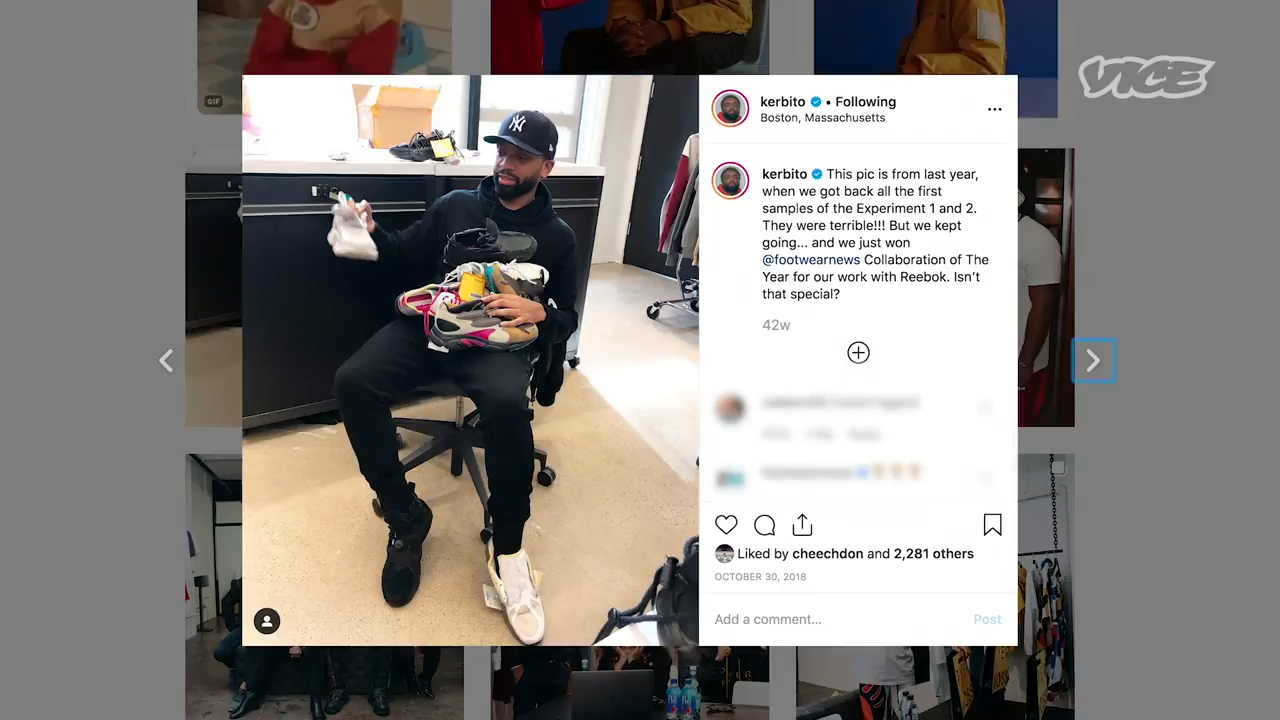 GIF
VICE
kerbito • Following
Boston, Massachusetts
kerbito This pic is from last year,
when we got back all the first
samples of the Experiment 1 and 2.
They were terrible!!! But we kept
going... and we just won
@footwearnews Collaboration of The
Year for our work with Reebok. Isn't
that special?
42w
Liked by cheechdon and 2,281 others
OCTOBER 30, 2018
Add a comment...
Post